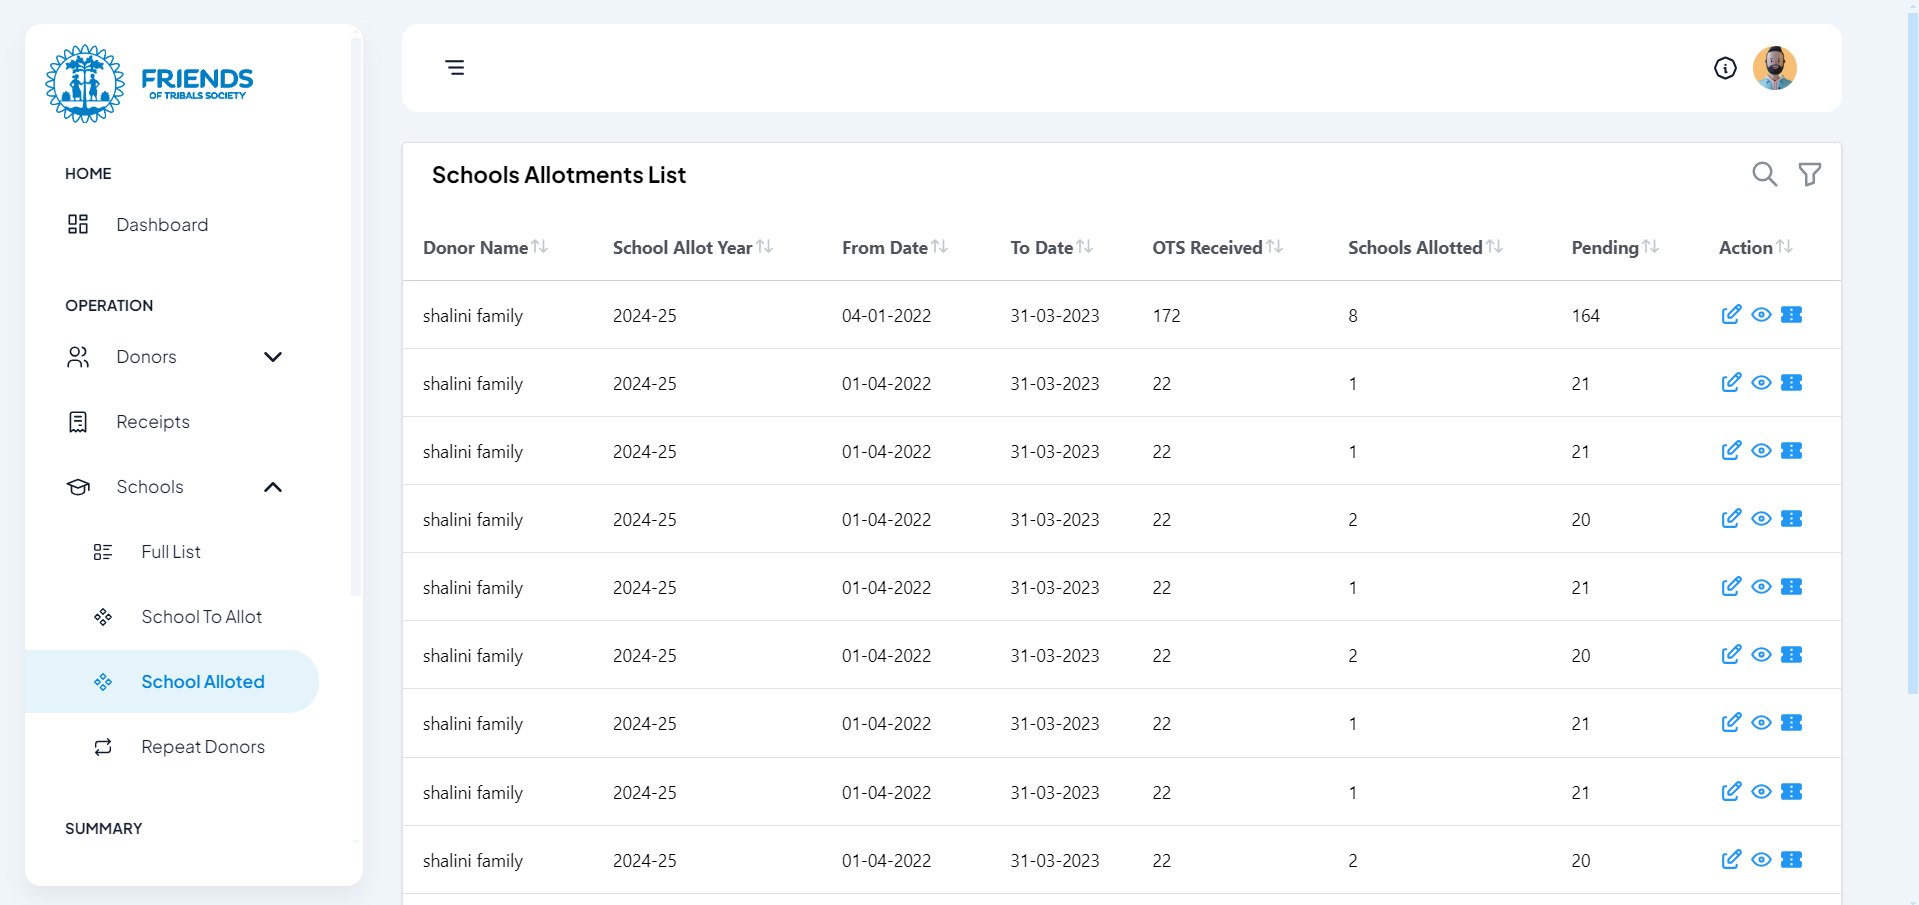 FRIENDS
OF TRIBALS SOCIETY
HOME
Dashboard
OPERATION
Donors
Receipts
Schools
Full List
School To Allot
School Alloted
Repeat Donors
SUMMARY
Schools Allotments List
Donor Name School Allot Year From Date To Date OTS Received Schools Allotted Pending Action
shalini family 2024-25 04-01-2022 31-03-2023 172 8 164
shalini family 2024-25 01-04-2022 31-03-2023 22 1 21
shalini family 2024-25 01-04-2022 31-03-2023 22 1 21
shalini family 2024-25 01-04-2022 31-03-2023 22 2 20
shalini family 2024-25 01-04-2022 31-03-2023 22 1 21
shalini family 2024-25 01-04-2022 31-03-2023 22 2 20
shalini family 2024-25 01-04-2022 31-03-2023 22 1 21
shalini family 2024-25 01-04-2022 31-03-2023 22 1 21
shalini family 2024-25 01-04-2022 31-03-2023 22 2 20